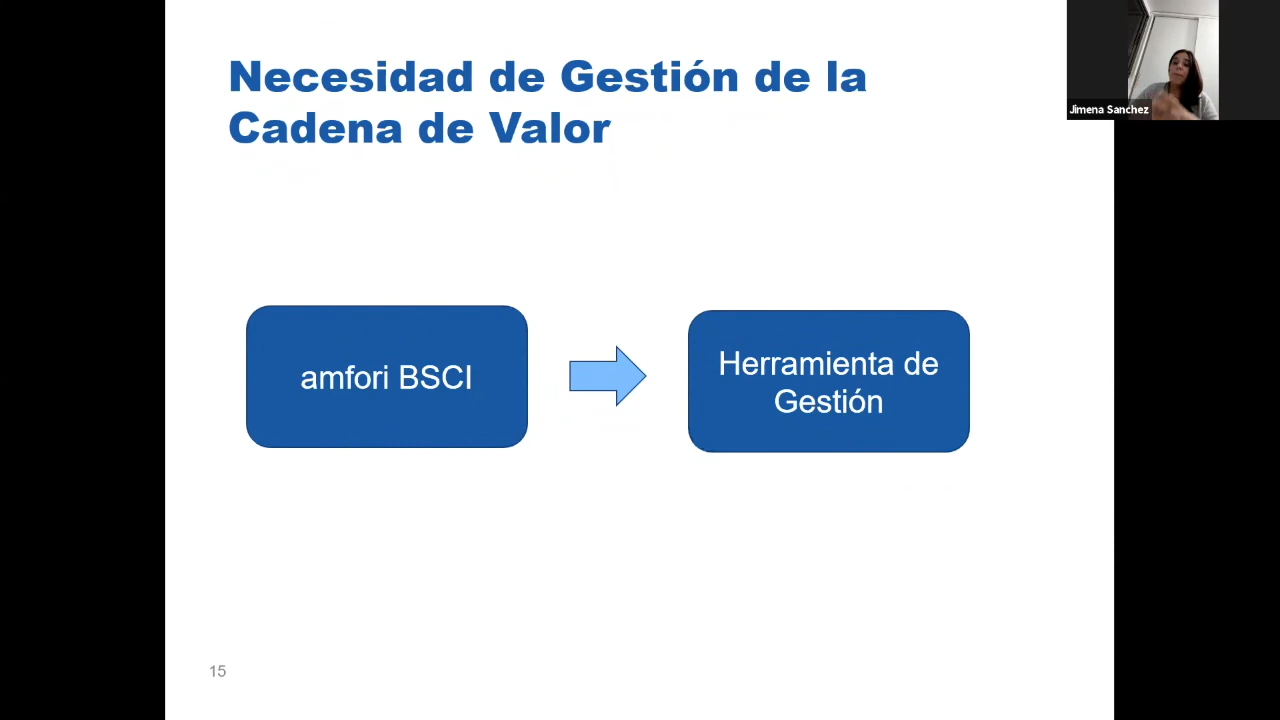 Necesidad de Gestión de la
Cadena de Valor
Jimena Sanchez
amfori BSCI
Herramienta de
Gestión
15